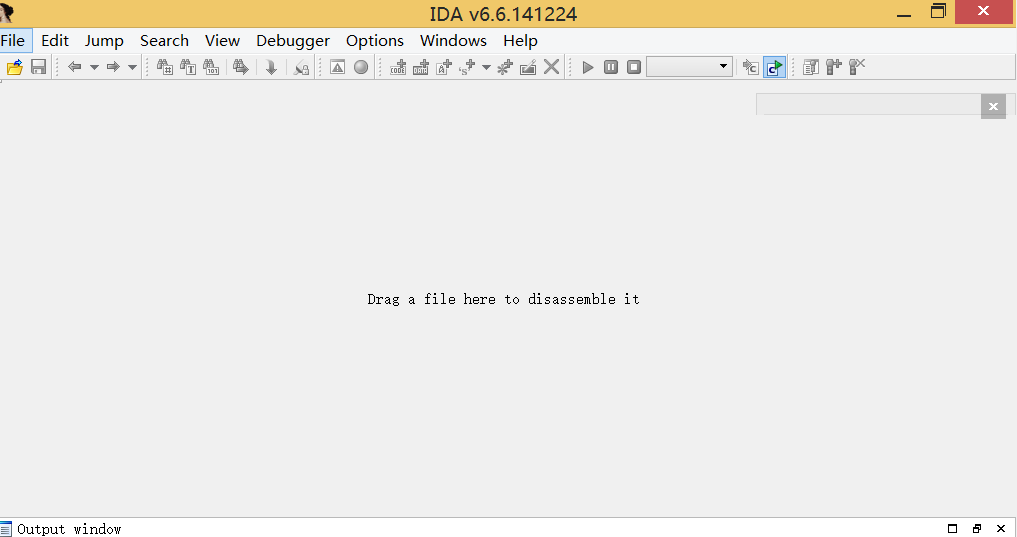 IDA v6.6.141224
File Edit Jump Search View Debugger Options Windows Help
Drag a file here to disassemble it
Output window